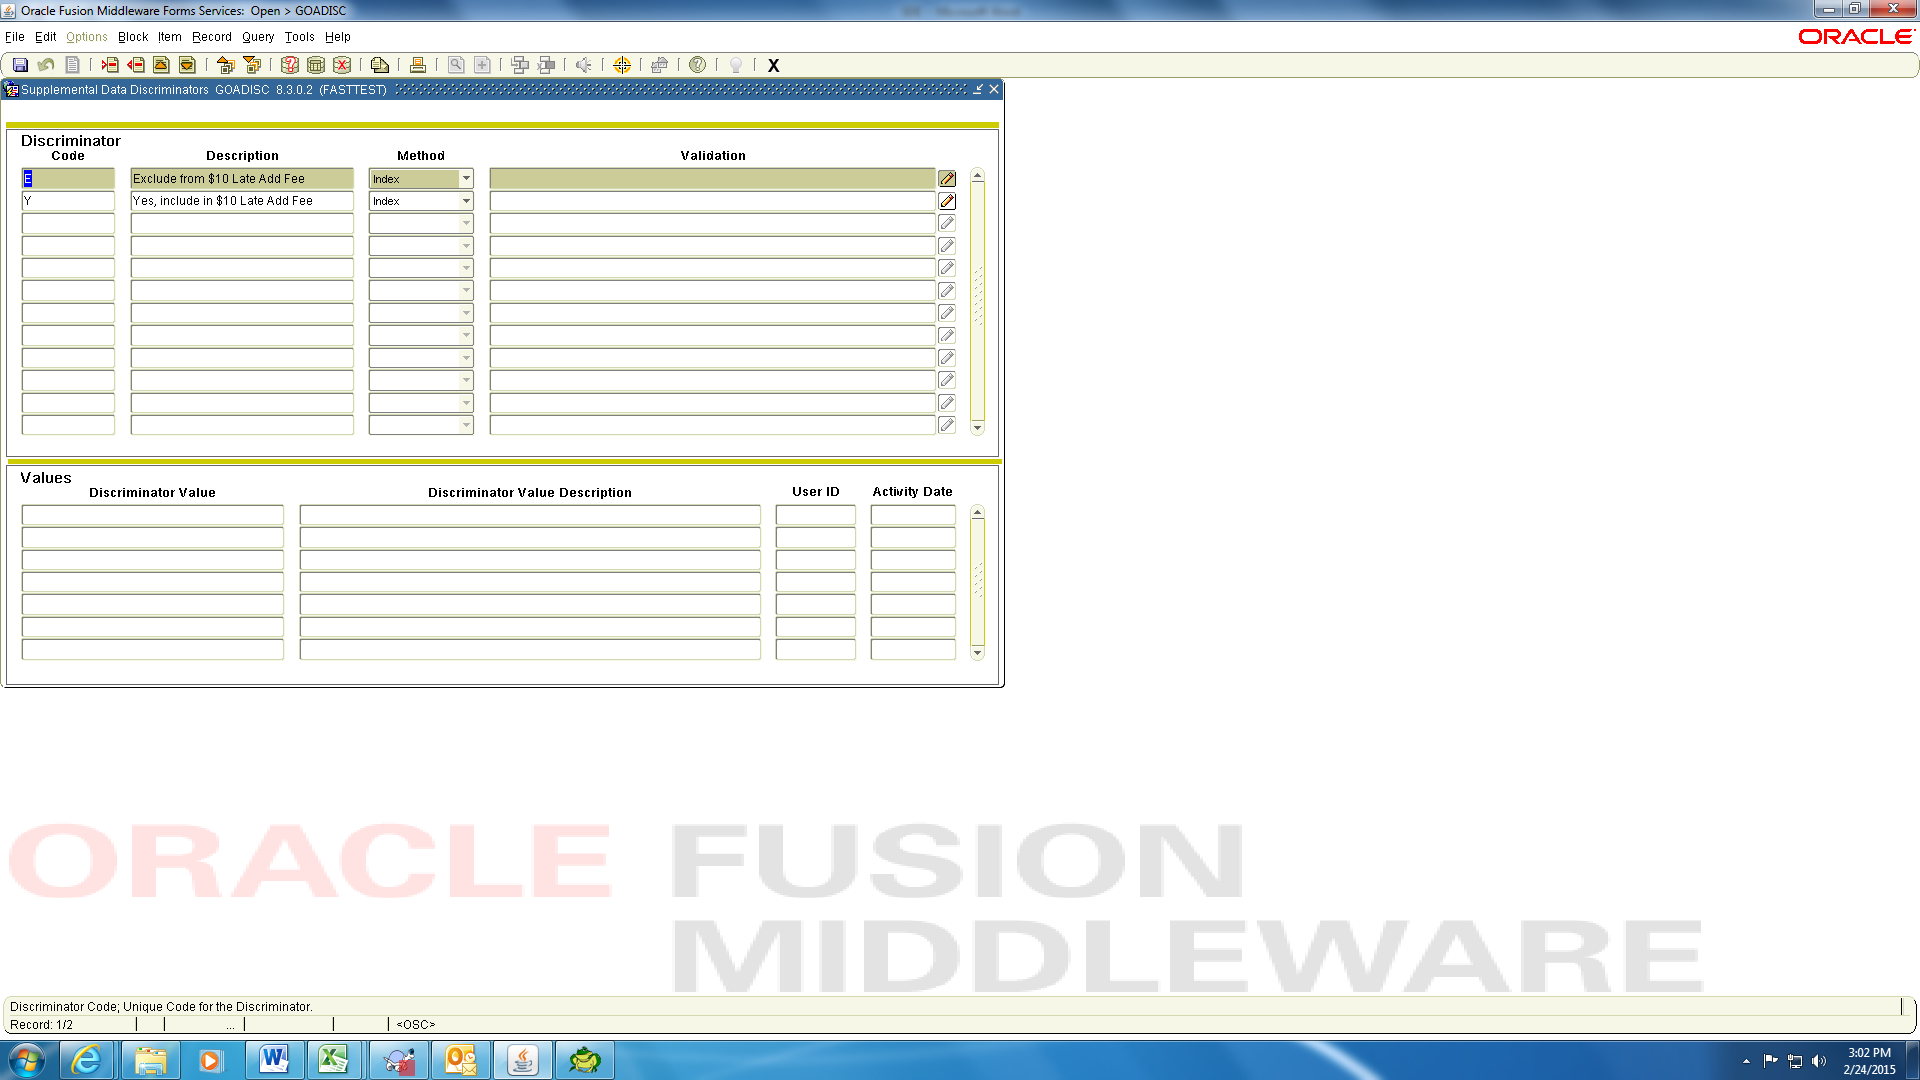 Oracle Fusion Middleware Forms Services:  Open > GOADISC
File Edit Options Block Item Record Query Tools Help
ORACLE
X
Supplemental Data Discriminators  GOADISC  8.3.0.2  (FASTTEST)
Discriminator
Code Description Method Validation
E Exclude from $10 Late Add Fee Index
Y Yes, include in $10 Late Add Fee Index
Values
Discriminator Value Discriminator Value Description User ID Activity Date
ORACLE FUSION
MIDDLEWARE
Discriminator Code; Unique Code for the Discriminator.
Record: 1/2 ... <OSC>
3:02 PM
2/24/2015